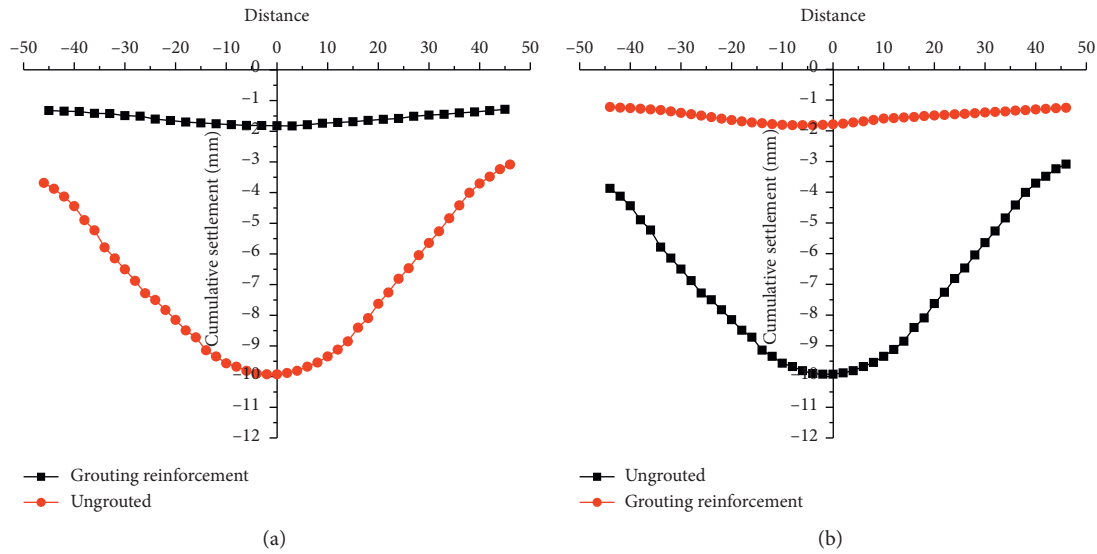 Distance
Distance
–50 –40 –30 –20 –10 0 10 20 30 40 50
–50 –40 –30 –20 –10 0 10 20 30 40 50
0
–1
–2
–3
–4
–5
–6
–7
–8
–9
–10
–11
–12
Cumulative settlement (mm)
0
–1
–2
–3
–4
–5
–6
–7
–8
–9
–10
–11
–12
Cumulative settlement (mm)
Grouting reinforcement
Ungrouted
(a)
Ungrouted
Grouting reinforcement
(b)